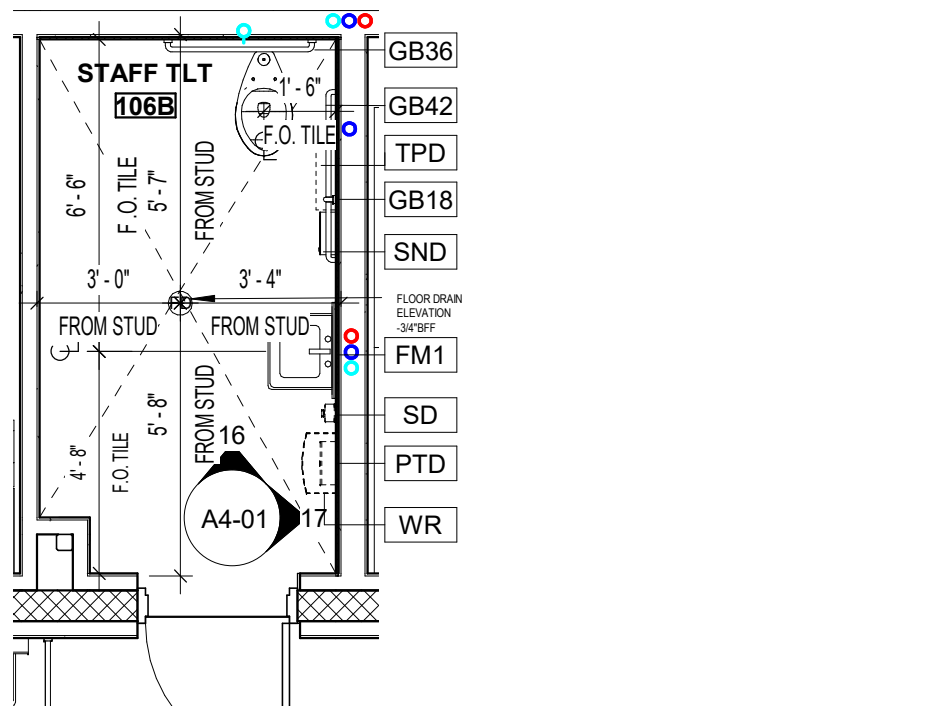 GB36
STAFF TLT
106B
1' - 6"
F.O. TILE
GB42
TPD
GB18
SND
6' - 6"
F.O. TILE
5' - 7"
FROM STUD
3' - 0"
3' - 4"
FROM STUD
FROM STUD
FLOOR DRAIN
ELEVATION
-3/4"BFF
FM1
SD
PTD
WR
4' - 8"
F.O. TILE
5' - 8"
FROM STUD
16
A4-01
17